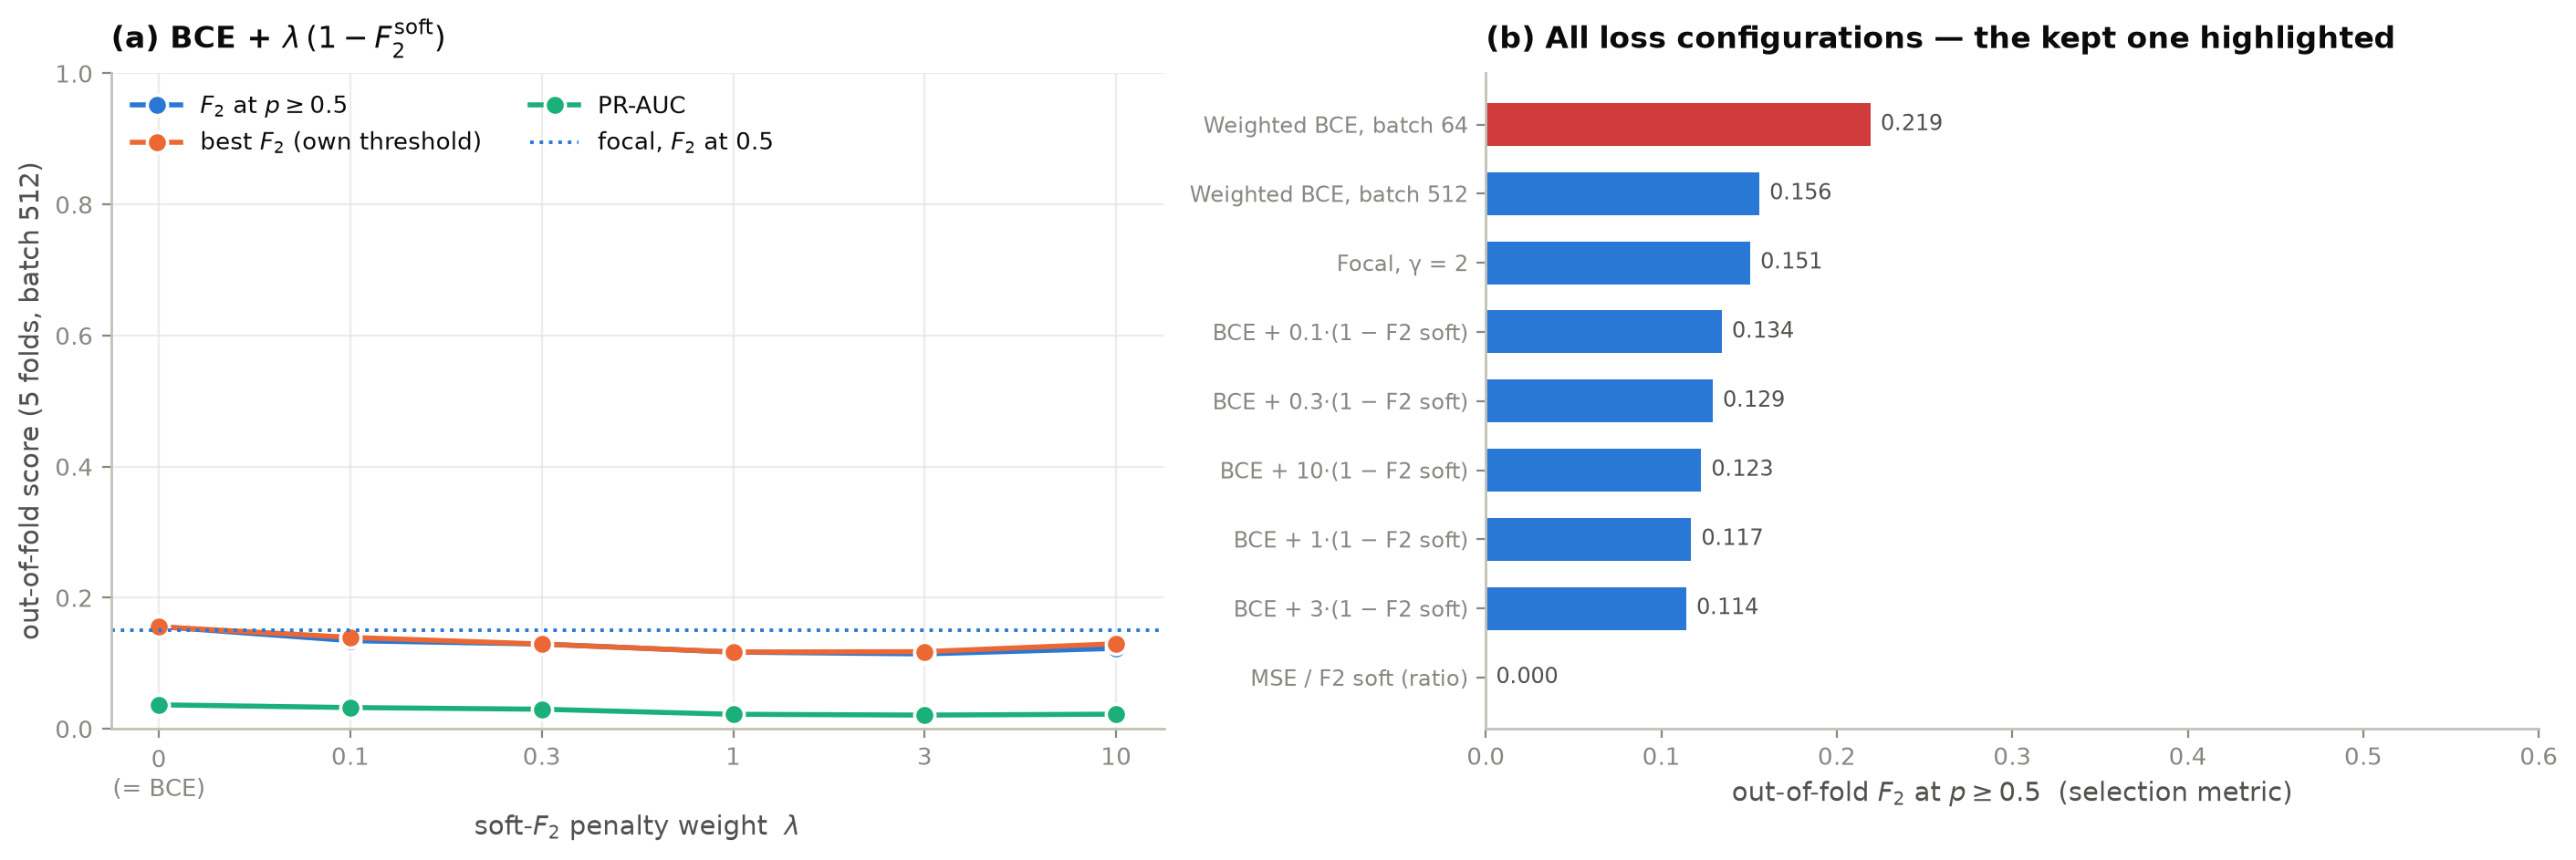 (a) BCE + λ (1 − F₂ˢᵒᶠᵗ)
out-of-fold score (5 folds, batch 512)
1.0
0.8
0.6
0.4
0.2
0.0
F₂ at p ≥ 0.5
best F₂ (own threshold)
PR-AUC
focal, F₂ at 0.5
0
(= BCE)
0.1
0.3
1
3
10
soft-F₂ penalty weight λ
(b) All loss configurations — the kept one highlighted
Weighted BCE, batch 64
0.219
Weighted BCE, batch 512
0.156
Focal, γ = 2
0.151
BCE + 0.1·(1 − F2 soft)
0.134
BCE + 0.3·(1 − F2 soft)
0.129
BCE + 10·(1 − F2 soft)
0.123
BCE + 1·(1 − F2 soft)
0.117
BCE + 3·(1 − F2 soft)
0.114
MSE / F2 soft (ratio)
0.000
0.0 0.1 0.2 0.3 0.4 0.5 0.6
out-of-fold F₂ at p ≥ 0.5 (selection metric)